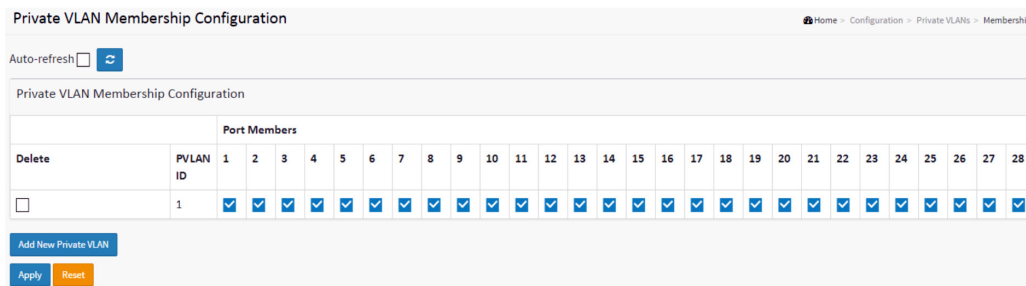 Private VLAN Membership Configuration
Home > Configuration > Private VLANs > Membershi
Auto-refresh
Private VLAN Membership Configuration
Port Members
Delete PVLAN ID 1 2 3 4 5 6 7 8 9 10 11 12 13 14 15 16 17 18 19 20 21 22 23 24 25 26 27 28
1
Add New Private VLAN
Apply Reset